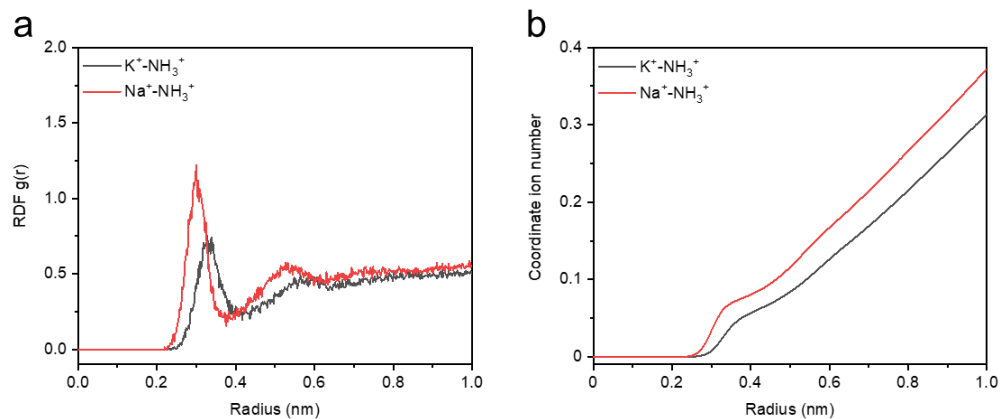 a
2.0
1.5
1.0
0.5
0.0
RDF g(r)
K⁺-NH₃⁺
Na⁺-NH₃⁺
0.0 0.2 0.4 0.6 0.8 1.0
Radius (nm)
b
0.4
0.3
0.2
0.1
0
Coordinate ion number
K⁺-NH₃⁺
Na⁺-NH₃⁺
0 0.2 0.4 0.6 0.8 1.0
Radius (nm)